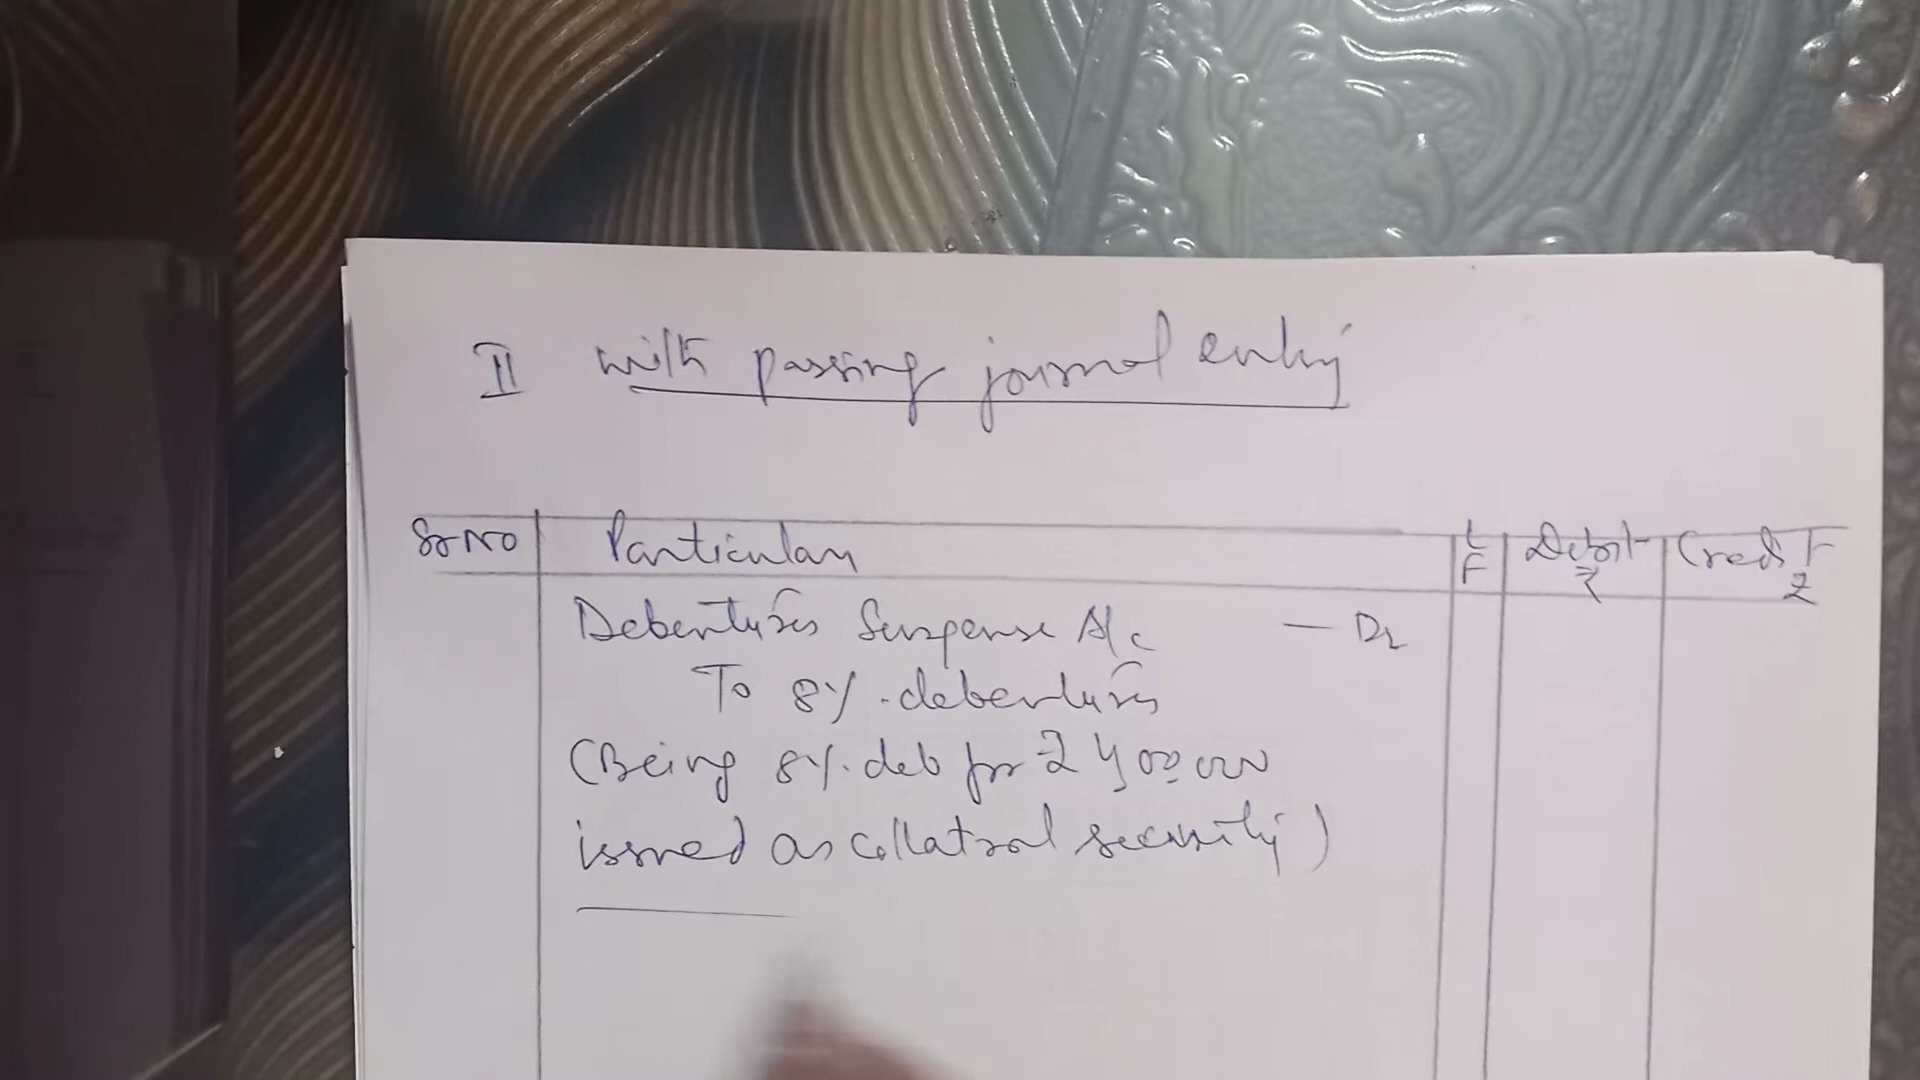 II with passing journal entry
Sr No Particulars L F Debit ₹ Credit ₹
Debentures Suspense A/c — Dr
To 8% debentures
(Being 8% deb for ₹ 4,00,000
issued as collatral security)